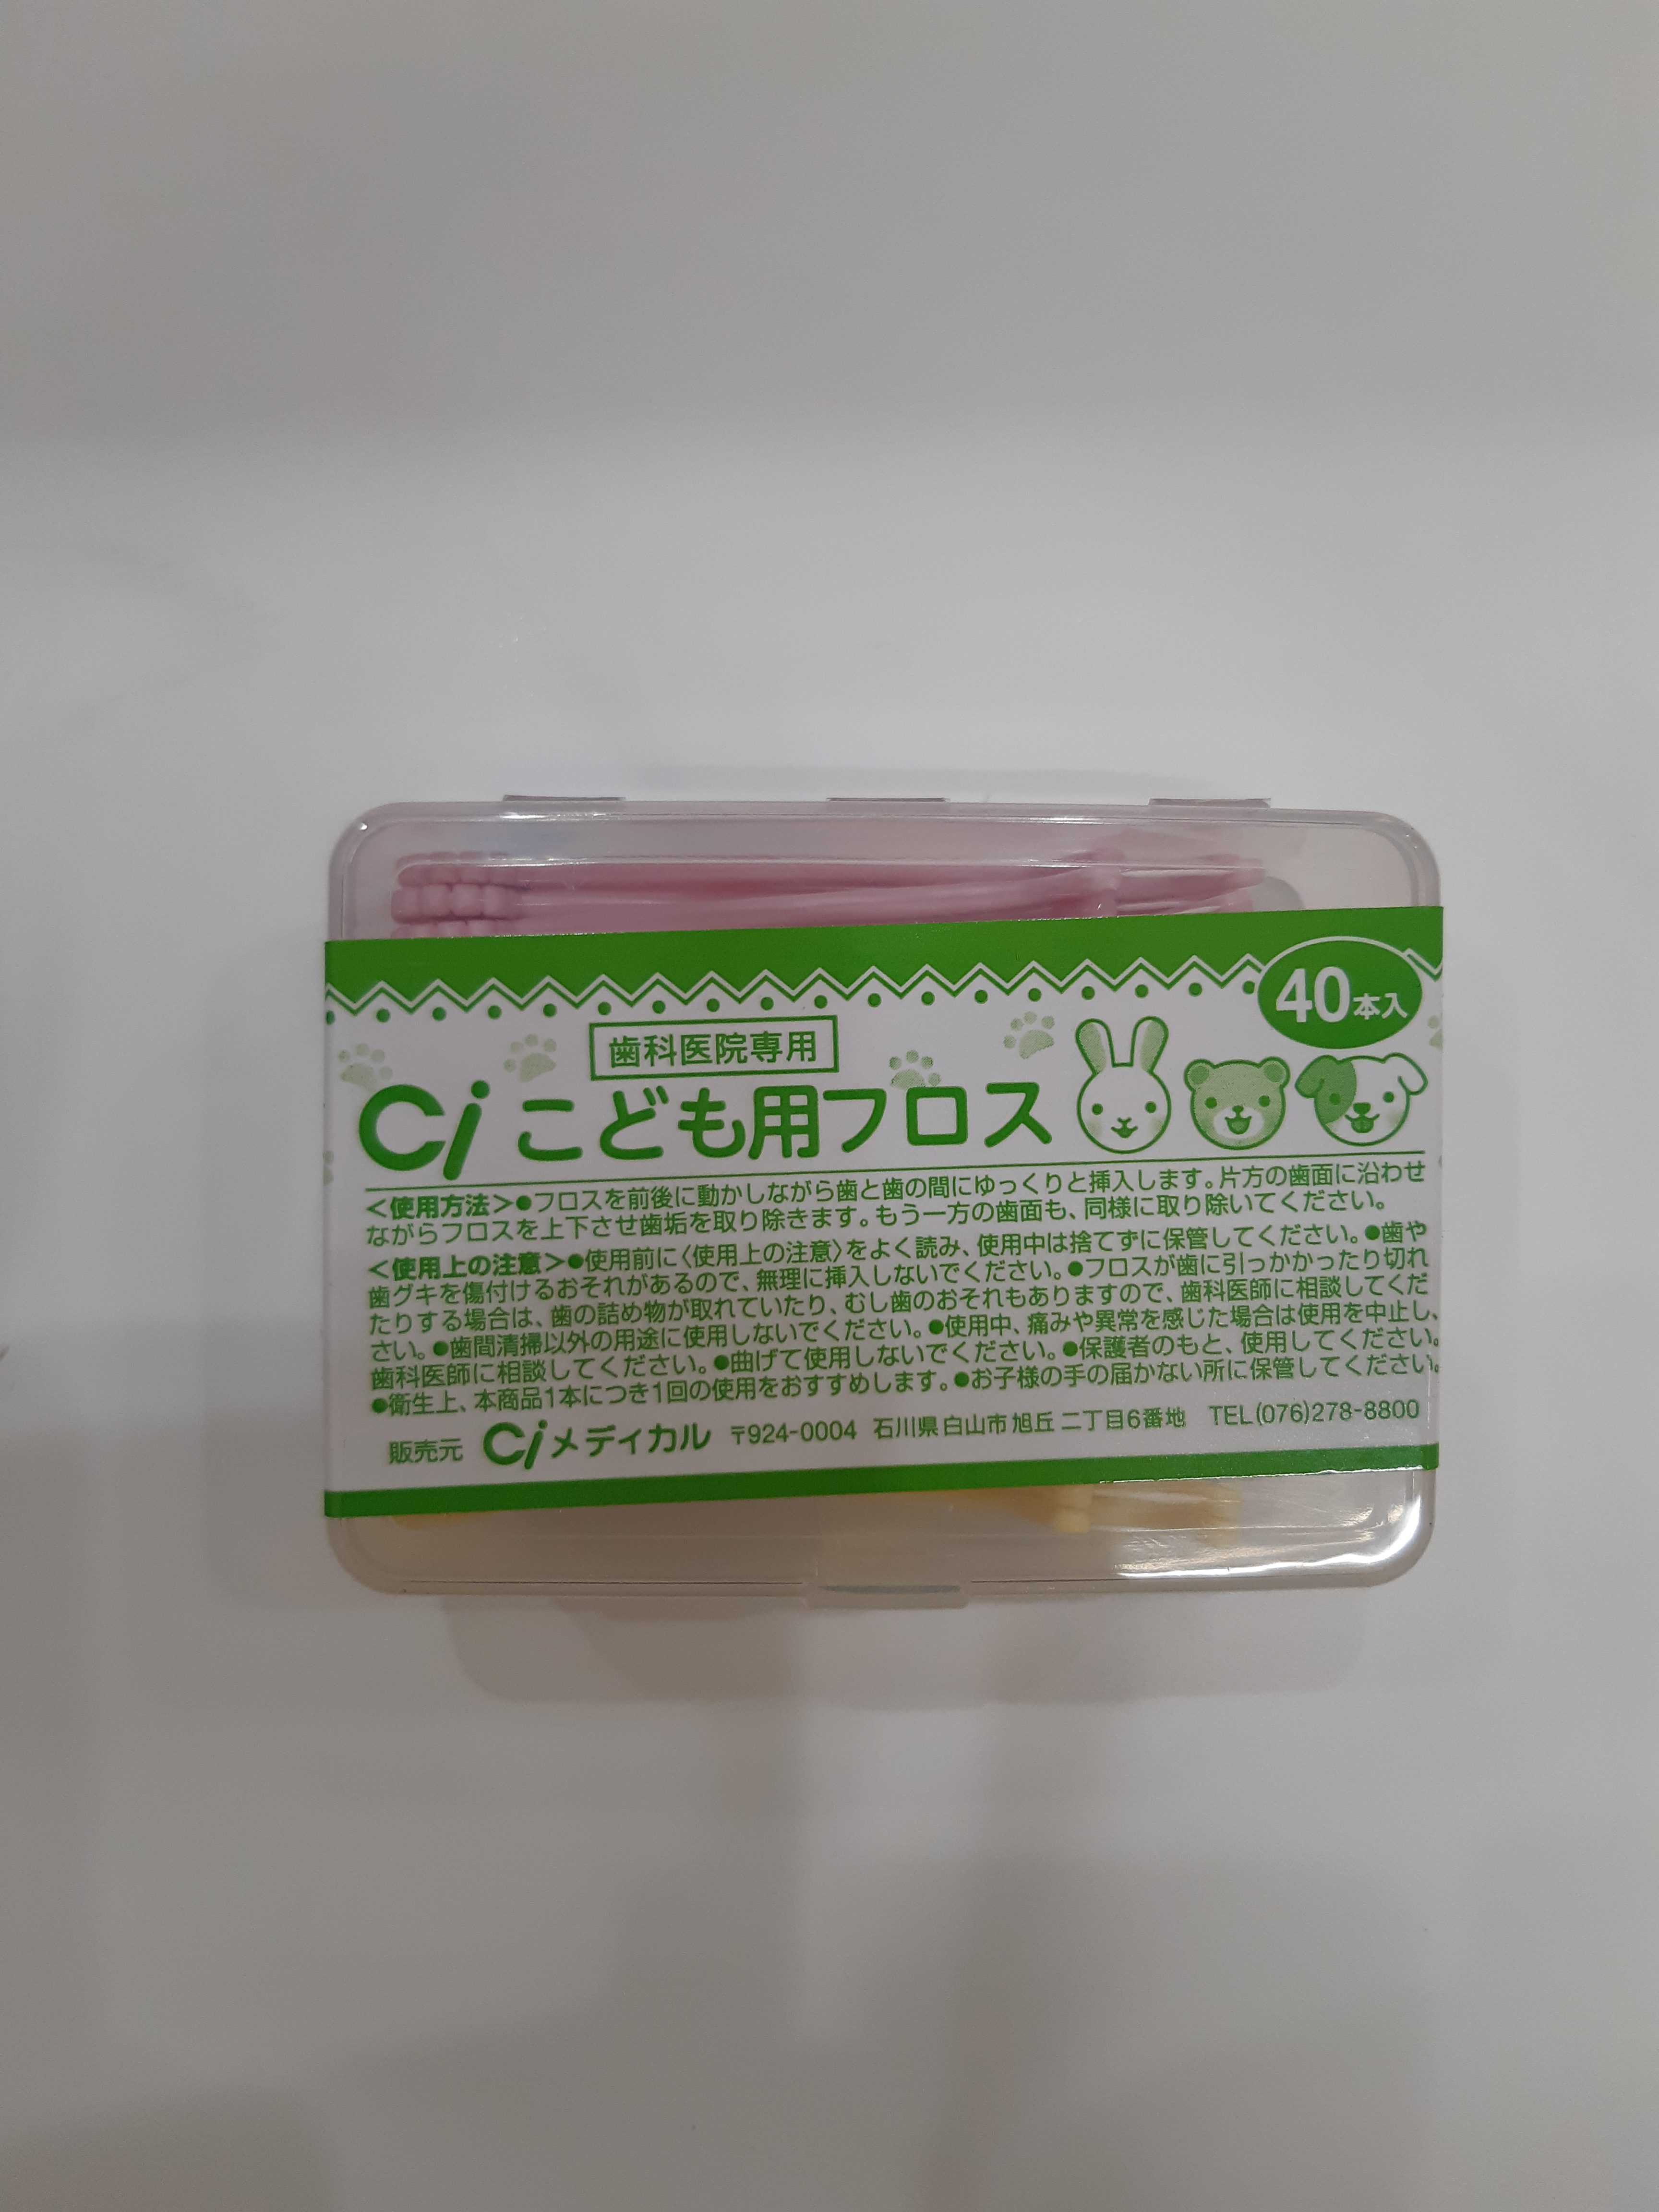 40本入
歯科医院専用
Ci こども用フロス
＜使用方法＞●フロスを前後に動かしながら歯と歯の間にゆっくりと挿入します。片方の歯面に沿わせ
ながらフロスを上下させ歯垢を取り除きます。もう一方の歯面も、同様に取り除いてください。
＜使用上の注意＞●使用前に〈使用上の注意〉をよく読み、使用中は捨てずに保管してください。●歯や
歯グキを傷付けるおそれがあるので、無理に挿入しないでください。●フロスが歯に引っかかったり切れ
たりする場合は、歯の詰め物が取れていたり、むし歯のおそれもありますので、歯科医師に相談してくだ
さい。●歯間清掃以外の用途に使用しないでください。●使用中、痛みや異常を感じた場合は使用を中止し、
歯科医師に相談してください。●曲げて使用しないでください。●保護者のもと、使用してください。
●衛生上、本商品1本につき1回の使用をおすすめします。●お子様の手の届かない所に保管してください。
販売元 Ciメディカル 〒924-0004 石川県白山市旭丘二丁目6番地 TEL(076)278-8800